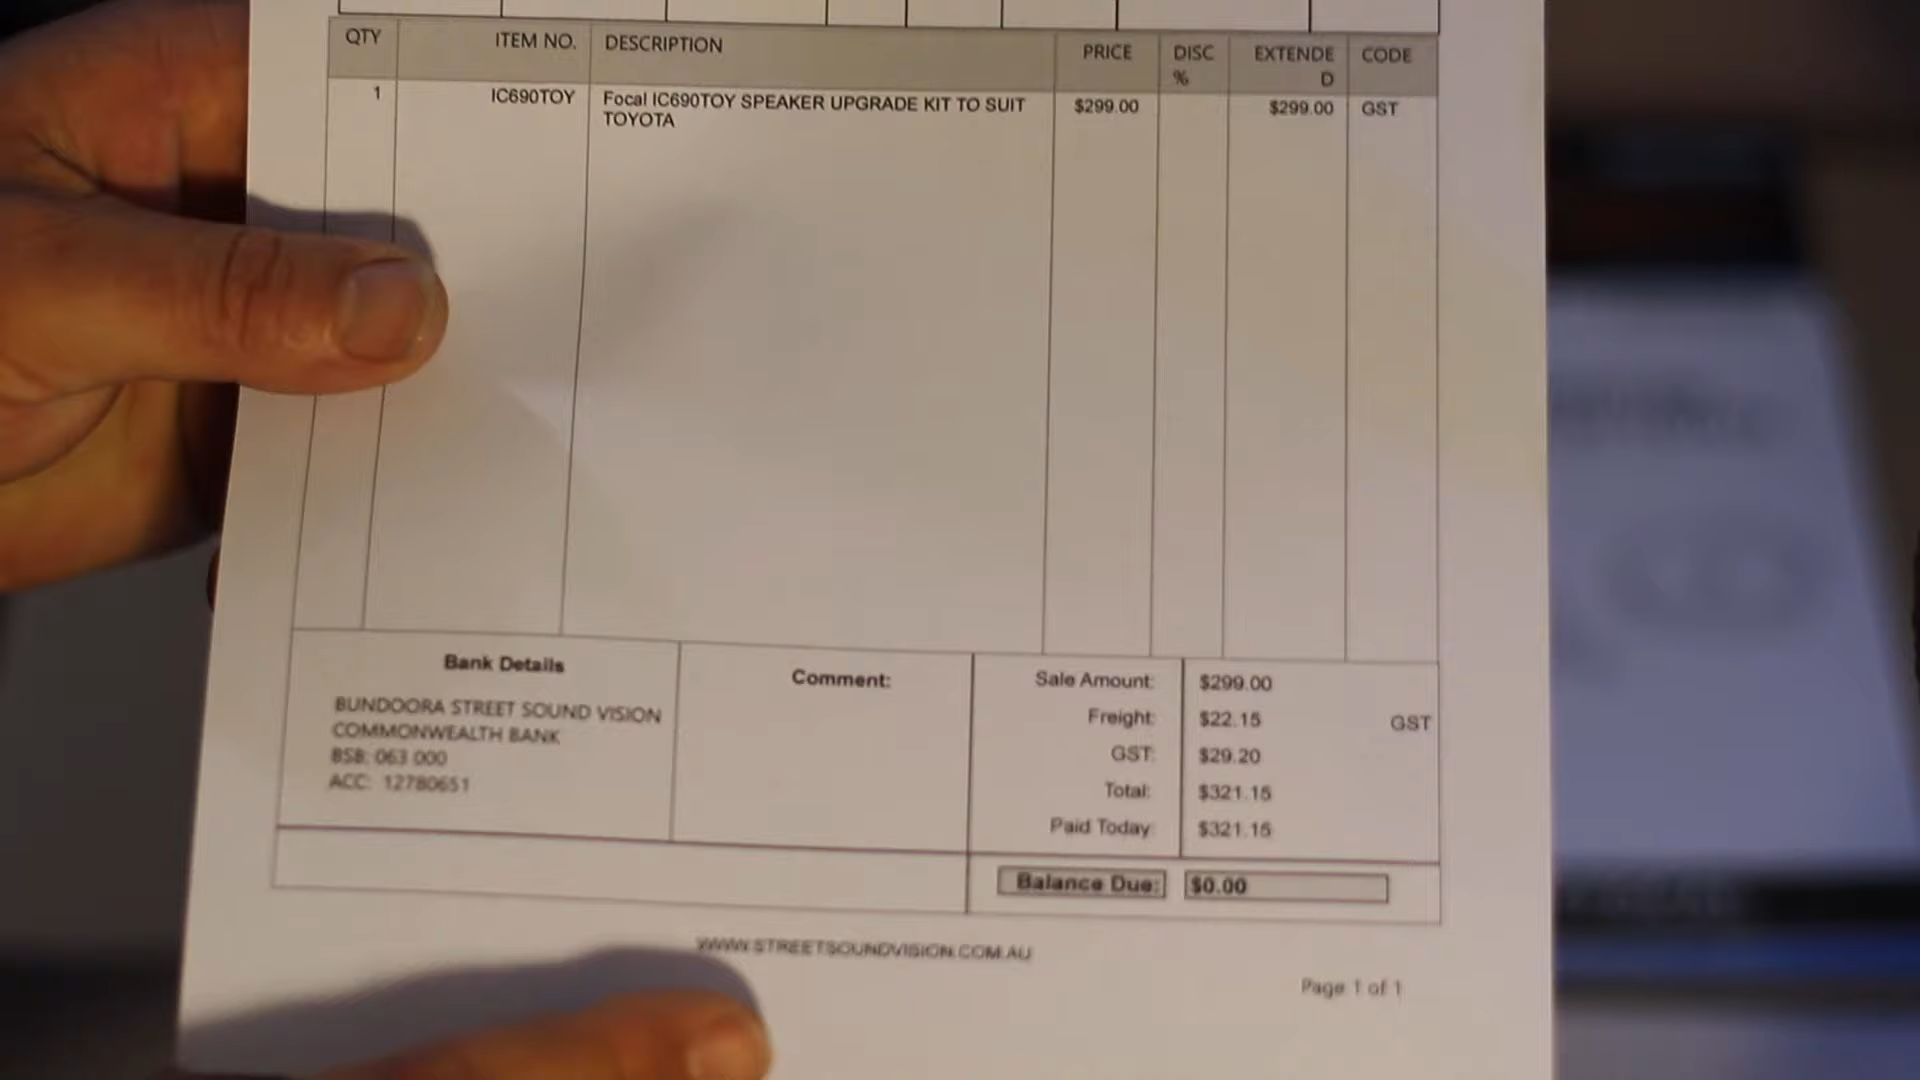 QTY ITEM NO. DESCRIPTION PRICE DISC % EXTENDE D CODE
1 IC690TOY Focal IC690TOY SPEAKER UPGRADE KIT TO SUIT $299.00 $299.00 GST
TOYOTA
Bank Details
BUNDOORA STREET SOUND VISION
COMMONWEALTH BANK
BSB: 063 000
ACC: 12780651
Comment:
Sale Amount: $299.00
Freight: $22.15 GST
GST: $29.20
Total: $321.15
Paid Today: $321.15
Balance Due: $0.00
WWW.STREETSOUNDVISION.COM.AU
Page 1 of 1